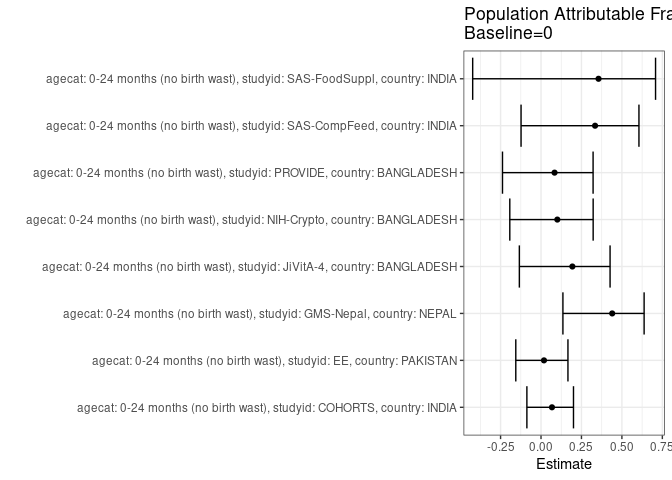 Population Attributable Fra
Baseline=0
agecat: 0-24 months (no birth wast), studyid: SAS-FoodSuppl, country: INDIA
agecat: 0-24 months (no birth wast), studyid: SAS-CompFeed, country: INDIA
agecat: 0-24 months (no birth wast), studyid: PROVIDE, country: BANGLADESH
agecat: 0-24 months (no birth wast), studyid: NIH-Crypto, country: BANGLADESH
agecat: 0-24 months (no birth wast), studyid: JiVitA-4, country: BANGLADESH
agecat: 0-24 months (no birth wast), studyid: GMS-Nepal, country: NEPAL
agecat: 0-24 months (no birth wast), studyid: EE, country: PAKISTAN
agecat: 0-24 months (no birth wast), studyid: COHORTS, country: INDIA
-0.25 0.00 0.25 0.50 0.75
Estimate